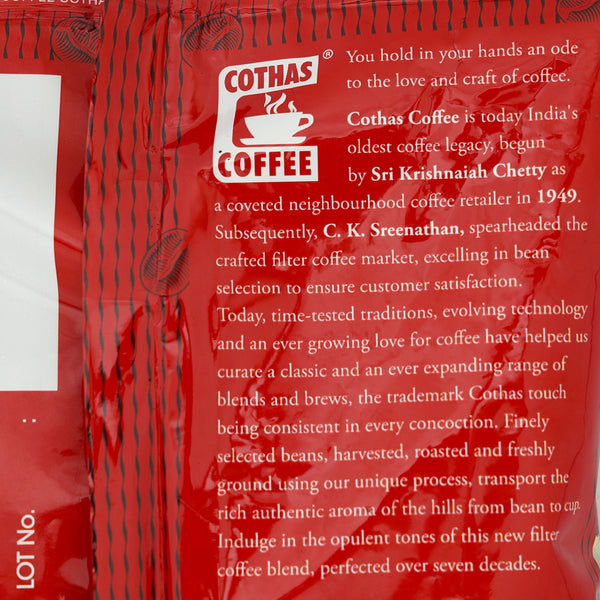 COTHAS
COFFEE
®
You hold in your hands an ode
to the love and craft of coffee.
Cothas Coffee is today India's
oldest coffee legacy, begun
by Sri Krishnaiah Chetty as
a coveted neighbourhood coffee retailer in 1949.
Subsequently, C. K. Sreenathan, spearheaded the
crafted filter coffee market, excelling in bean
selection to ensure customer satisfaction.
Today, time-tested traditions, evolving technology
and an ever growing love for coffee have helped us
curate a classic and an ever expanding range of
blends and brews, the trademark Cothas touch
being consistent in every concoction. Finely
selected beans, harvested, roasted and freshly
ground using our unique process, transport the
rich authentic aroma of the hills from bean to cup.
Indulge in the opulent tones of this new filter
coffee blend, perfected over seven decades.
LOT No.
: